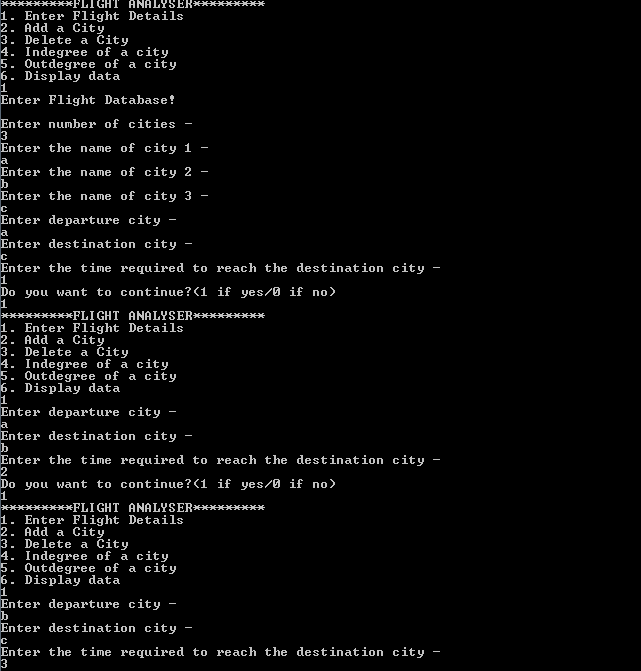 *********FLIGHT ANALYSER*********
1. Enter Flight Details
2. Add a City
3. Delete a City
4. Indegree of a city
5. Outdegree of a city
6. Display data
1
Enter Flight Database!
Enter number of cities -
3
Enter the name of city 1 -
a
Enter the name of city 2 -
b
Enter the name of city 3 -
c
Enter departure city -
a
Enter destination city -
c
Enter the time required to reach the destination city -
1
Do you want to continue?(1 if yes/0 if no)
1
*********FLIGHT ANALYSER*********
1. Enter Flight Details
2. Add a City
3. Delete a City
4. Indegree of a city
5. Outdegree of a city
6. Display data
1
Enter departure city -
a
Enter destination city -
b
Enter the time required to reach the destination city -
2
Do you want to continue?(1 if yes/0 if no)
1
*********FLIGHT ANALYSER*********
1. Enter Flight Details
2. Add a City
3. Delete a City
4. Indegree of a city
5. Outdegree of a city
6. Display data
1
Enter departure city -
b
Enter destination city -
c
Enter the time required to reach the destination city -
3